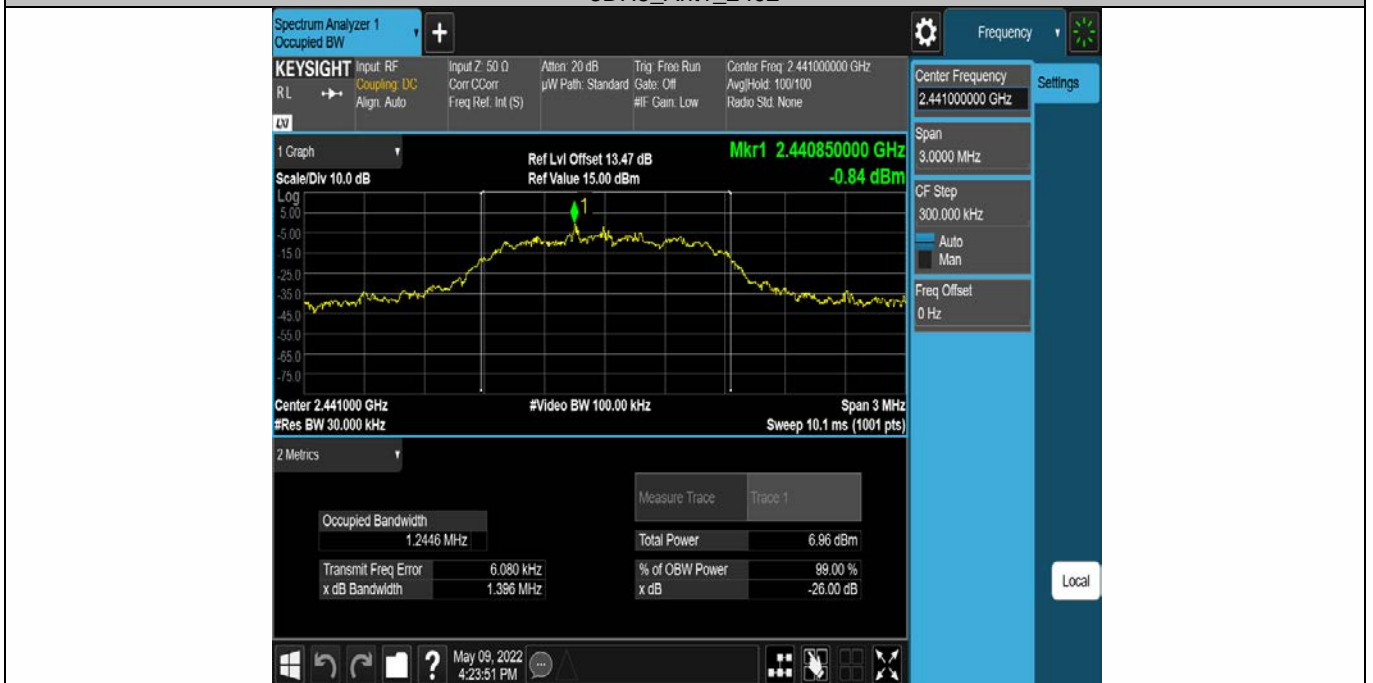 Spectrum Analyzer 1
Occupied BW
+
Frequency
KEYSIGHT
RL
LXI
Input: RF
Coupling: DC
Align: Auto
Input Z: 50 Ω
Corr CCorr
Freq Ref: Int (S)
Atten: 20 dB
µW Path: Standard
Trig: Free Run
Gate: Off
#IF Gain: Low
Center Freq: 2.441000000 GHz
Avg|Hold: 100/100
Radio Std: None
Center Frequency
2.441000000 GHz
Settings
Span
3.0000 MHz
CF Step
300.000 kHz
Auto
Man
Freq Offset
0 Hz
Local
1 Graph
Scale/Div 10.0 dB
Ref Lvl Offset 13.47 dB
Ref Value 15.00 dBm
Mkr1 2.440850000 GHz
-0.84 dBm
Log
5.00
-5.00
-15.0
-25.0
-35.0
-45.0
-55.0
-65.0
-75.0
1
Center 2.441000 GHz
#Video BW 100.00 kHz
Span 3 MHz
#Res BW 30.000 kHz
Sweep 10.1 ms (1001 pts)
2 Metrics
Measure Trace Trace 1
Occupied Bandwidth
1.2446 MHz
Total Power 6.96 dBm
Transmit Freq Error 6.080 kHz
% of OBW Power 99.00 %
x dB Bandwidth 1.396 MHz
x dB -26.00 dB
?
May 09, 2022
4:23:51 PM